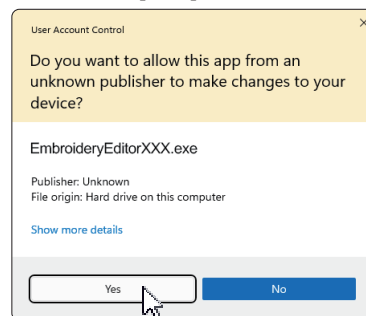 User Account Control
Do you want to allow this app from an
unknown publisher to make changes to your
device?
EmbroideryEditorXXX.exe
Publisher: Unknown
File origin: Hard drive on this computer
Show more details
Yes
No